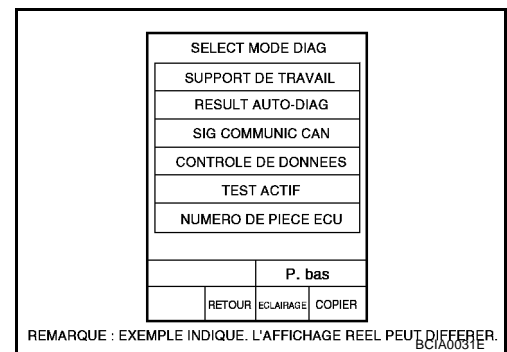 SELECT MODE DIAG
SUPPORT DE TRAVAIL
RESULT AUTO-DIAG
SIG COMMUNIC CAN
CONTROLE DE DONNEES
TEST ACTIF
NUMERO DE PIECE ECU
P. bas
RETOUR ECLAIRAGE COPIER
REMARQUE : EXEMPLE INDIQUE. L'AFFICHAGE REEL PEUT DIFFERER.
BCIA0031E